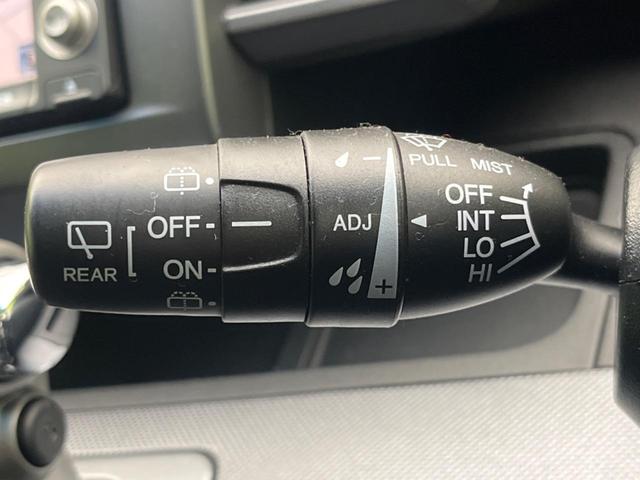 REAR
OFF
ON
ADJ
-
+
PULL MIST
OFF
INT
LO
HI